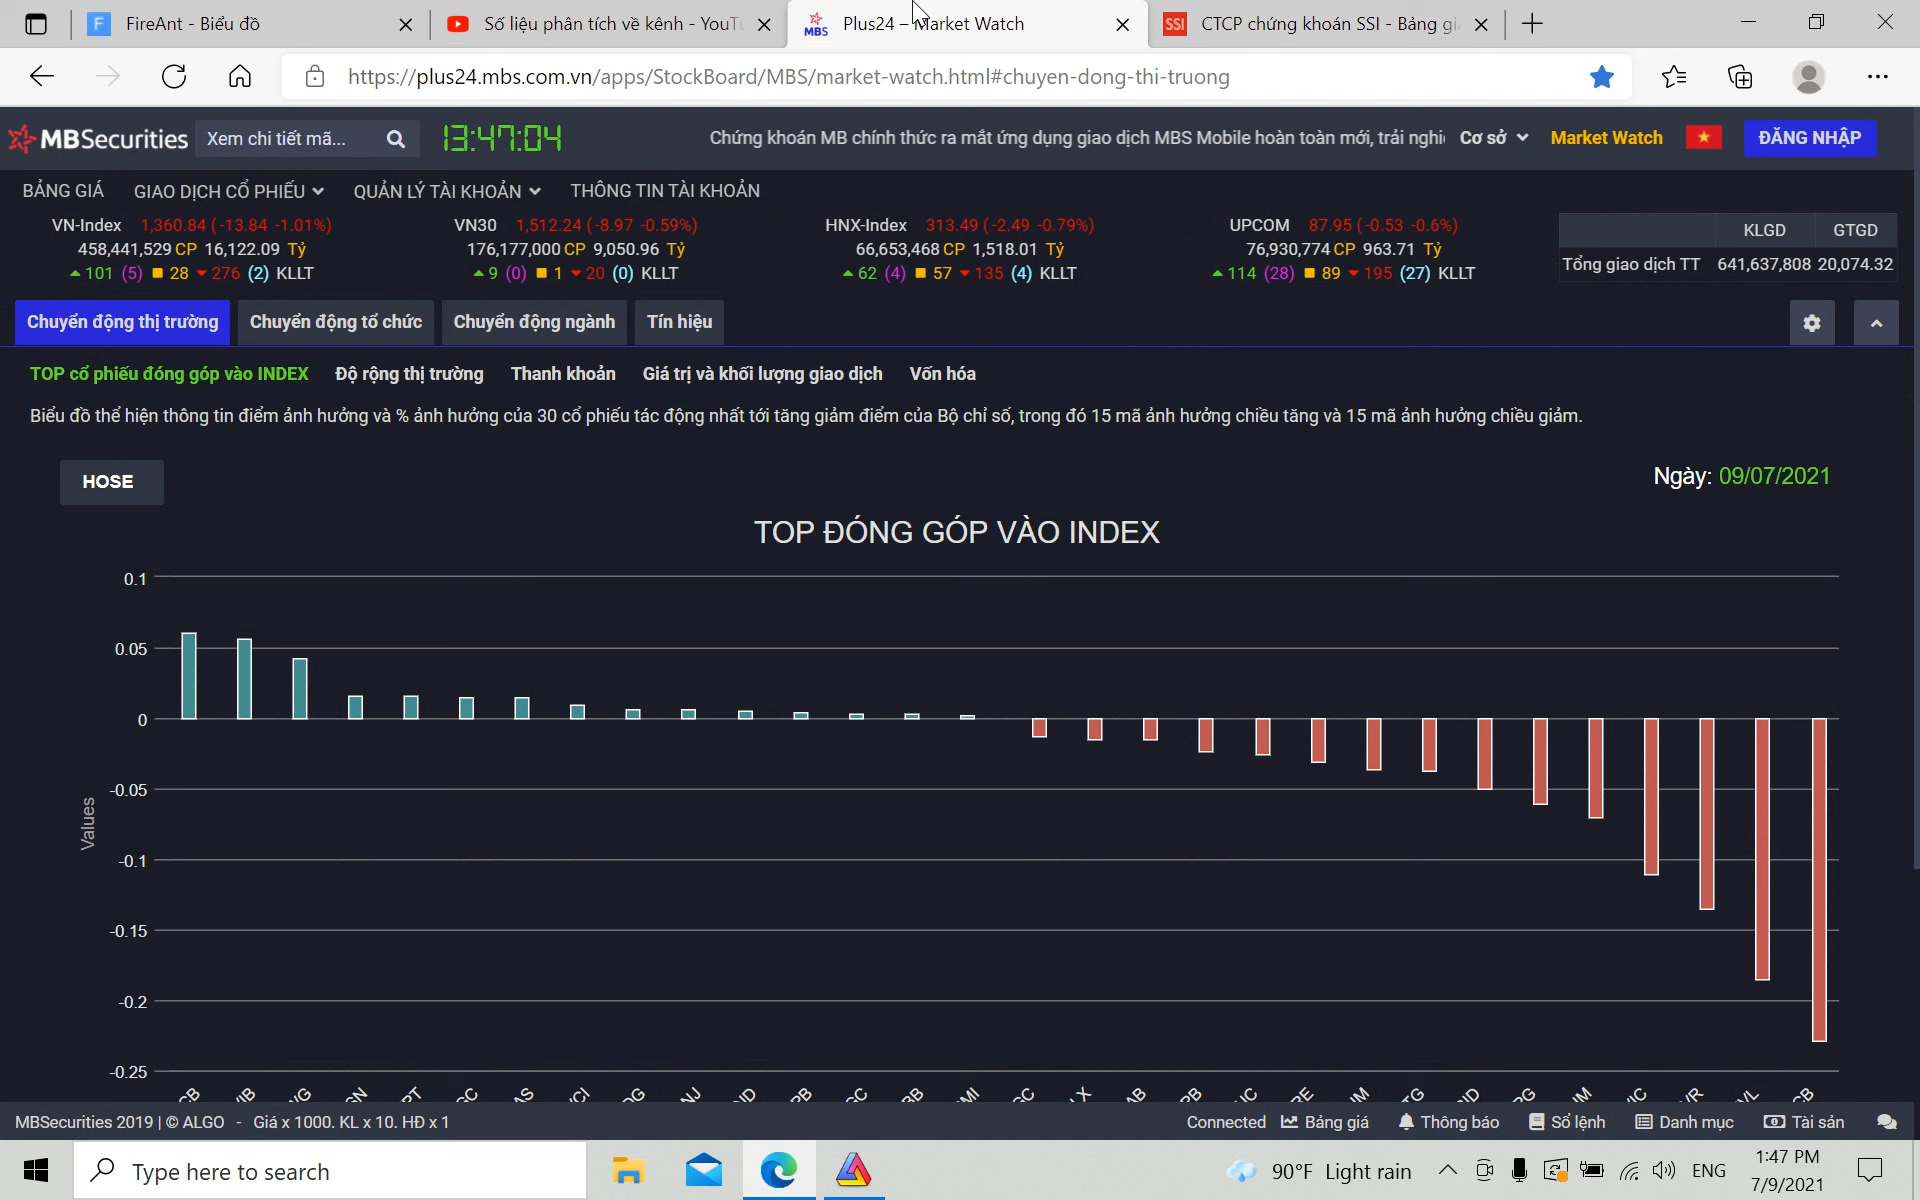 FireAnt - Biểu đồ
Số liệu phân tích về kênh - YouTu
Plus24 – Market Watch
SSI CTCP chứng khoán SSI - Bảng gi
https://plus24.mbs.com.vn/apps/StockBoard/MBS/market-watch.html#chuyen-dong-thi-truong
MBSecurities
Xem chi tiết mã...
13:47:04
Chứng khoán MB chính thức ra mắt ứng dụng giao dịch MBS Mobile hoàn toàn mới, trải nghi
Cơ sở
Market Watch
ĐĂNG NHẬP
BẢNG GIÁ GIAO DỊCH CỔ PHIẾU QUẢN LÝ TÀI KHOẢN THÔNG TIN TÀI KHOẢN
VN-Index 1,360.84 (-13.84 -1.01%)
458,441,529 CP 16,122.09 Tỷ
101 (5) 28 276 (2) KLLT
VN30 1,512.24 (-8.97 -0.59%)
176,177,000 CP 9,050.96 Tỷ
9 (0) 1 20 (0) KLLT
HNX-Index 313.49 (-2.49 -0.79%)
66,653,468 CP 1,518.01 Tỷ
62 (4) 57 135 (4) KLLT
UPCOM 87.95 (-0.53 -0.6%)
76,930,774 CP 963.71 Tỷ
114 (28) 89 195 (27) KLLT
KLGD GTGD
Tổng giao dịch TT 641,637,808 20,074.32
Chuyển động thị trường Chuyển động tổ chức Chuyển động ngành Tín hiệu
TOP cổ phiếu đóng góp vào INDEX Độ rộng thị trường Thanh khoản Giá trị và khối lượng giao dịch Vốn hóa
Biểu đồ thể hiện thông tin điểm ảnh hưởng và % ảnh hưởng của 30 cổ phiếu tác động nhất tới tăng giảm điểm của Bộ chỉ số, trong đó 15 mã ảnh hưởng chiều tăng và 15 mã ảnh hưởng chiều giảm.
HOSE
Ngày: 09/07/2021
TOP ĐÓNG GÓP VÀO INDEX
0.1
0.05
0
-0.05
-0.1
-0.15
-0.2
-0.25
Values
MBSecurities 2019 | © ALGO - Giá x 1000. KL x 10. HĐ x 1
Connected Bảng giá Thông báo Sổ lệnh Danh mục Tài sản
Type here to search
90°F Light rain
ENG
1:47 PM
7/9/2021